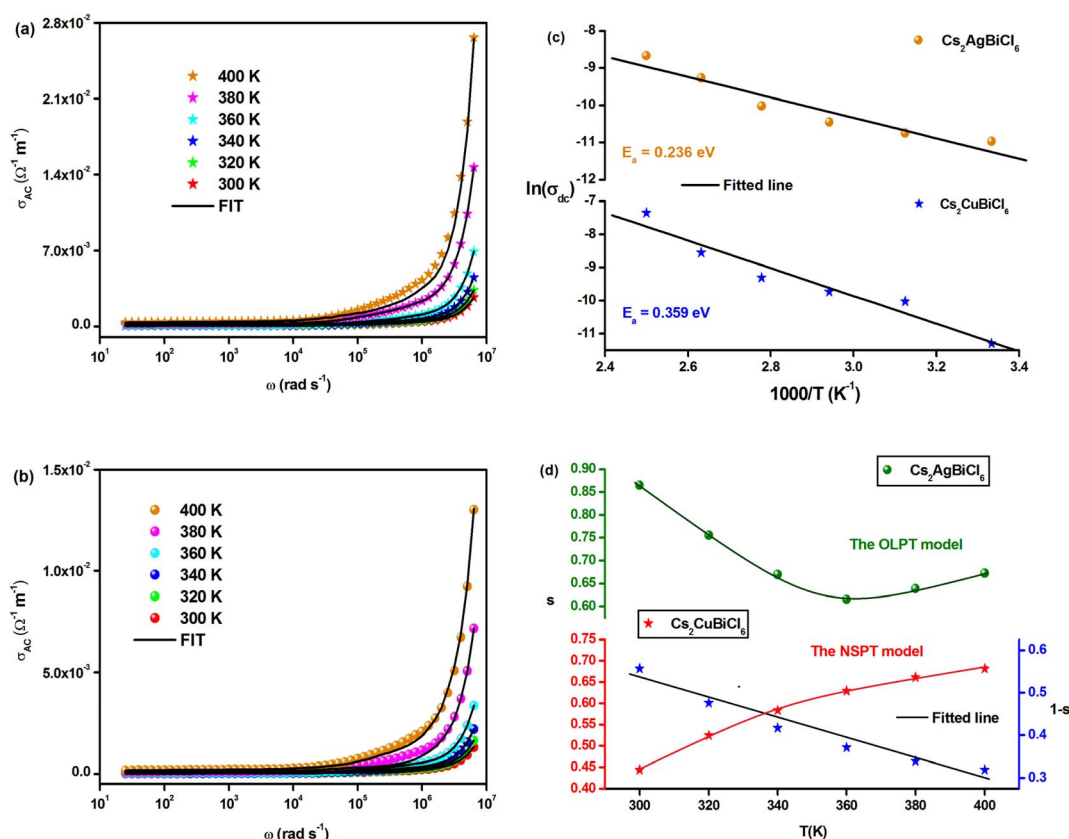 (a)
2.8x10⁻²
2.1x10⁻²
1.4x10⁻²
7.0x10⁻³
0.0
σAC (Ω⁻¹ m⁻¹)
400 K
380 K
360 K
340 K
320 K
300 K
FIT
10¹ 10² 10³ 10⁴ 10⁵ 10⁶ 10⁷
ω (rad s⁻¹)
(c)
Cs₂AgBiCl₆
-8
-9
-10
-11
-12
Eₐ = 0.236 eV
ln(σdc)
Fitted line
Cs₂CuBiCl₆
-7
-8
-9
-10
-11
Eₐ = 0.359 eV
2.4 2.6 2.8 3.0 3.2 3.4
1000/T (K⁻¹)
(b)
1.5x10⁻²
1.0x10⁻²
5.0x10⁻³
0.0
σAC (Ω⁻¹ m⁻¹)
400 K
380 K
360 K
340 K
320 K
300 K
FIT
10¹ 10² 10³ 10⁴ 10⁵ 10⁶ 10⁷
ω (rad s⁻¹)
(d)
Cs₂AgBiCl₆
0.90
0.85
0.80
0.75
0.70
0.65
0.60
The OLPT model
s
Cs₂CuBiCl₆
0.75
0.70
0.65
0.60
0.55
0.50
0.45
0.40
The NSPT model
Fitted line
0.6
0.5
0.4
0.3
1-s
300 320 340 360 380 400
T(K)